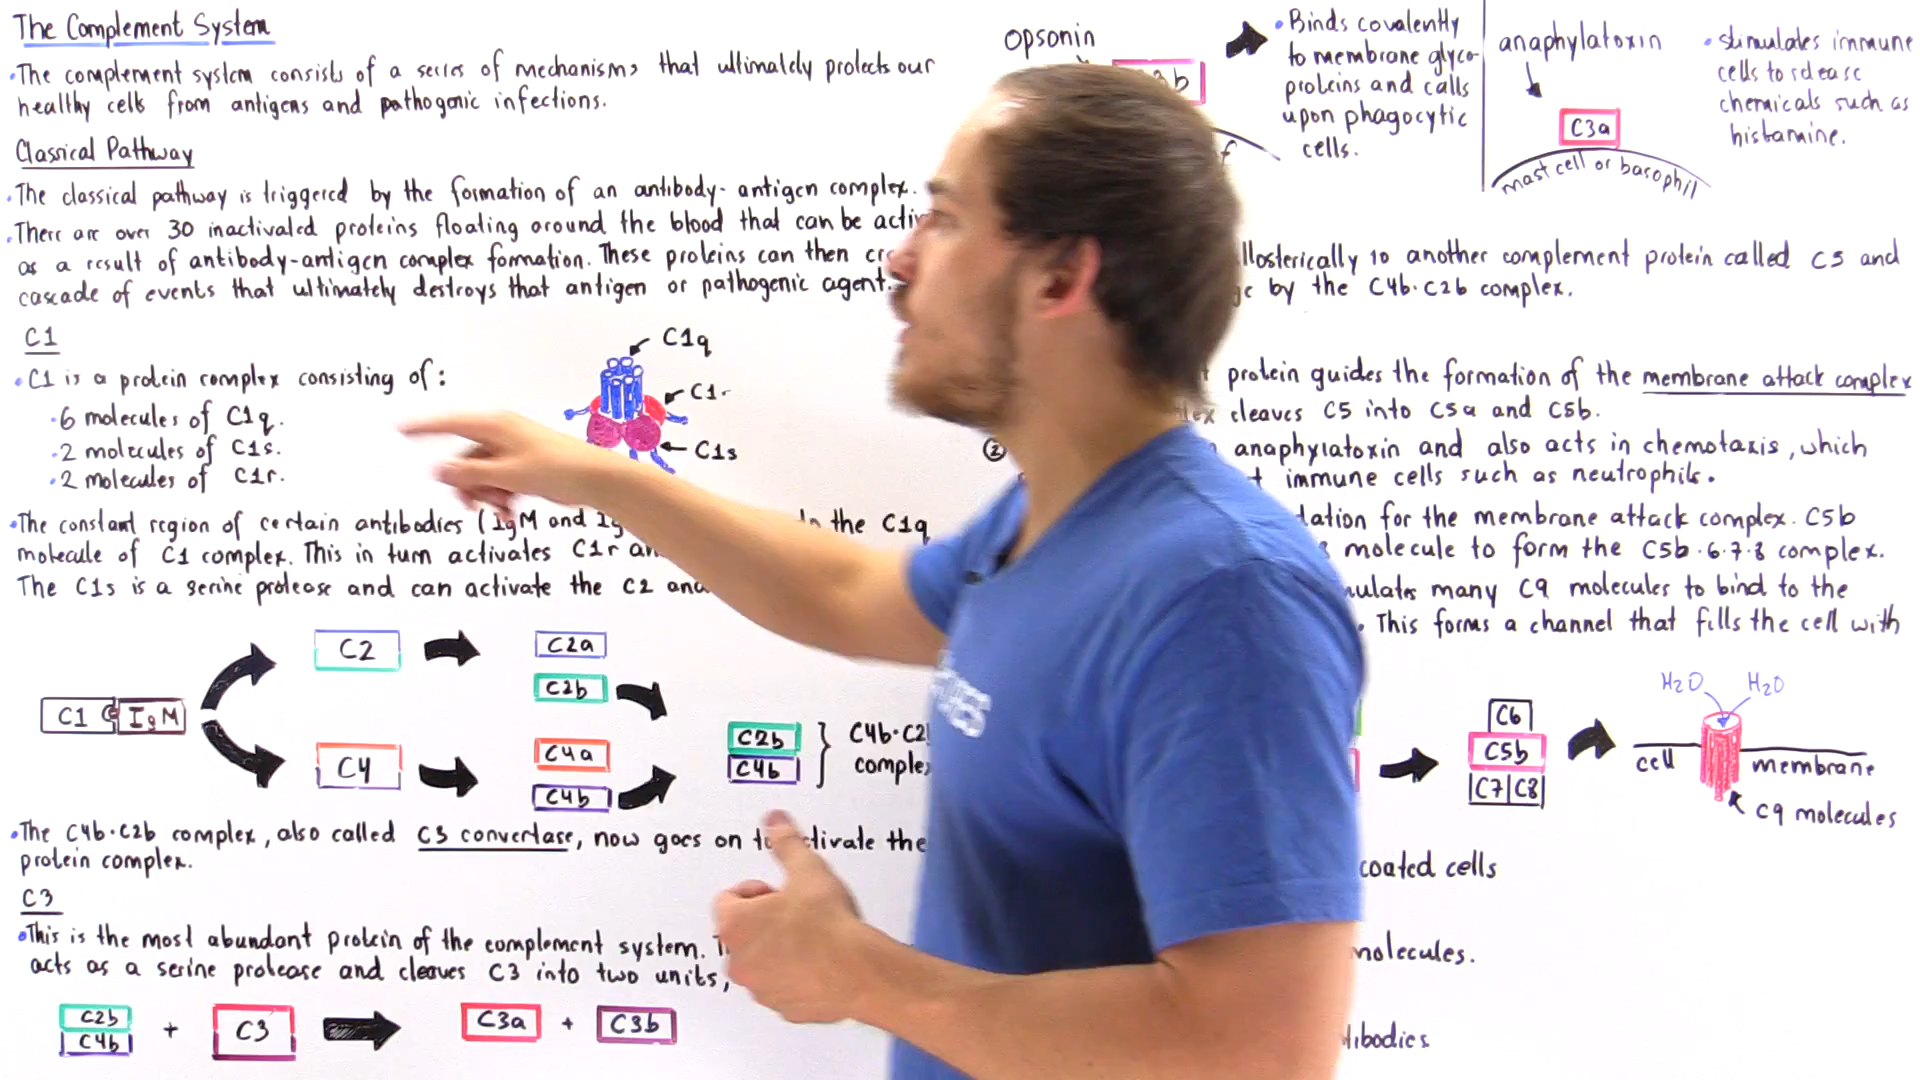 The Complement System
•The complement system consists of a series of mechanisms that ultimately protects our
healthy cells from antigens and pathogenic infections.
Classical Pathway
•The classical pathway is triggered by the formation of an antibody-antigen complex.
•There are over 30 inactivated proteins floating around the blood that can be
as a result of antibody-antigen complex formation. These proteins can then
cascade of events that ultimately destroys that antigen or pathogenic agent.
C1
•C1 is a protein complex consisting of:
•6 molecules of C1q.
•2 molecules of C1s.
•2 molecules of C1r.
C1q
C1r
C1s
•The constant region of certain antibodies (IgM and the C1q
molecule of C1 complex. This in turn activates C1r
The C1s is a serine protease and can activate the C2 and
C1 IgM
C2
C4
C2a
C2b
C4a
C4b
C2b
C4b
complex
•The C4b·C2b complex, also called C3 convertase, now goes on to activate the
protein complex.
C3
•This is the most abundant protein of the complement system.
acts as a serine protease and cleaves C3 into two units,
C2b
C4b
+
C3
C3a + C3b
opsonin
•Binds covalently
to membrane glyco-
proteins and calls
upon phagocytic
cells.
anaphylatoxin
C3a
mast cell or basophil
•stimulates immune
cells to release
chemicals such as
histamine.
to another complement protein called C5 and
by the C4b·C2b complex.
protein guides the formation of the membrane attack complex
cleaves C5 into C5a and C5b.
②
anaphylatoxin and also acts in chemotaxis, which
immune cells such as neutrophils.
for the membrane attack complex. C5b
molecule to form the C5b·6·7·8 complex.
many C9 molecules to bind to the
. This forms a channel that fills the cell with
C6
C5b
C7|C8
H2O H2O
cell membrane
C9 molecules
coated cells
molecules.